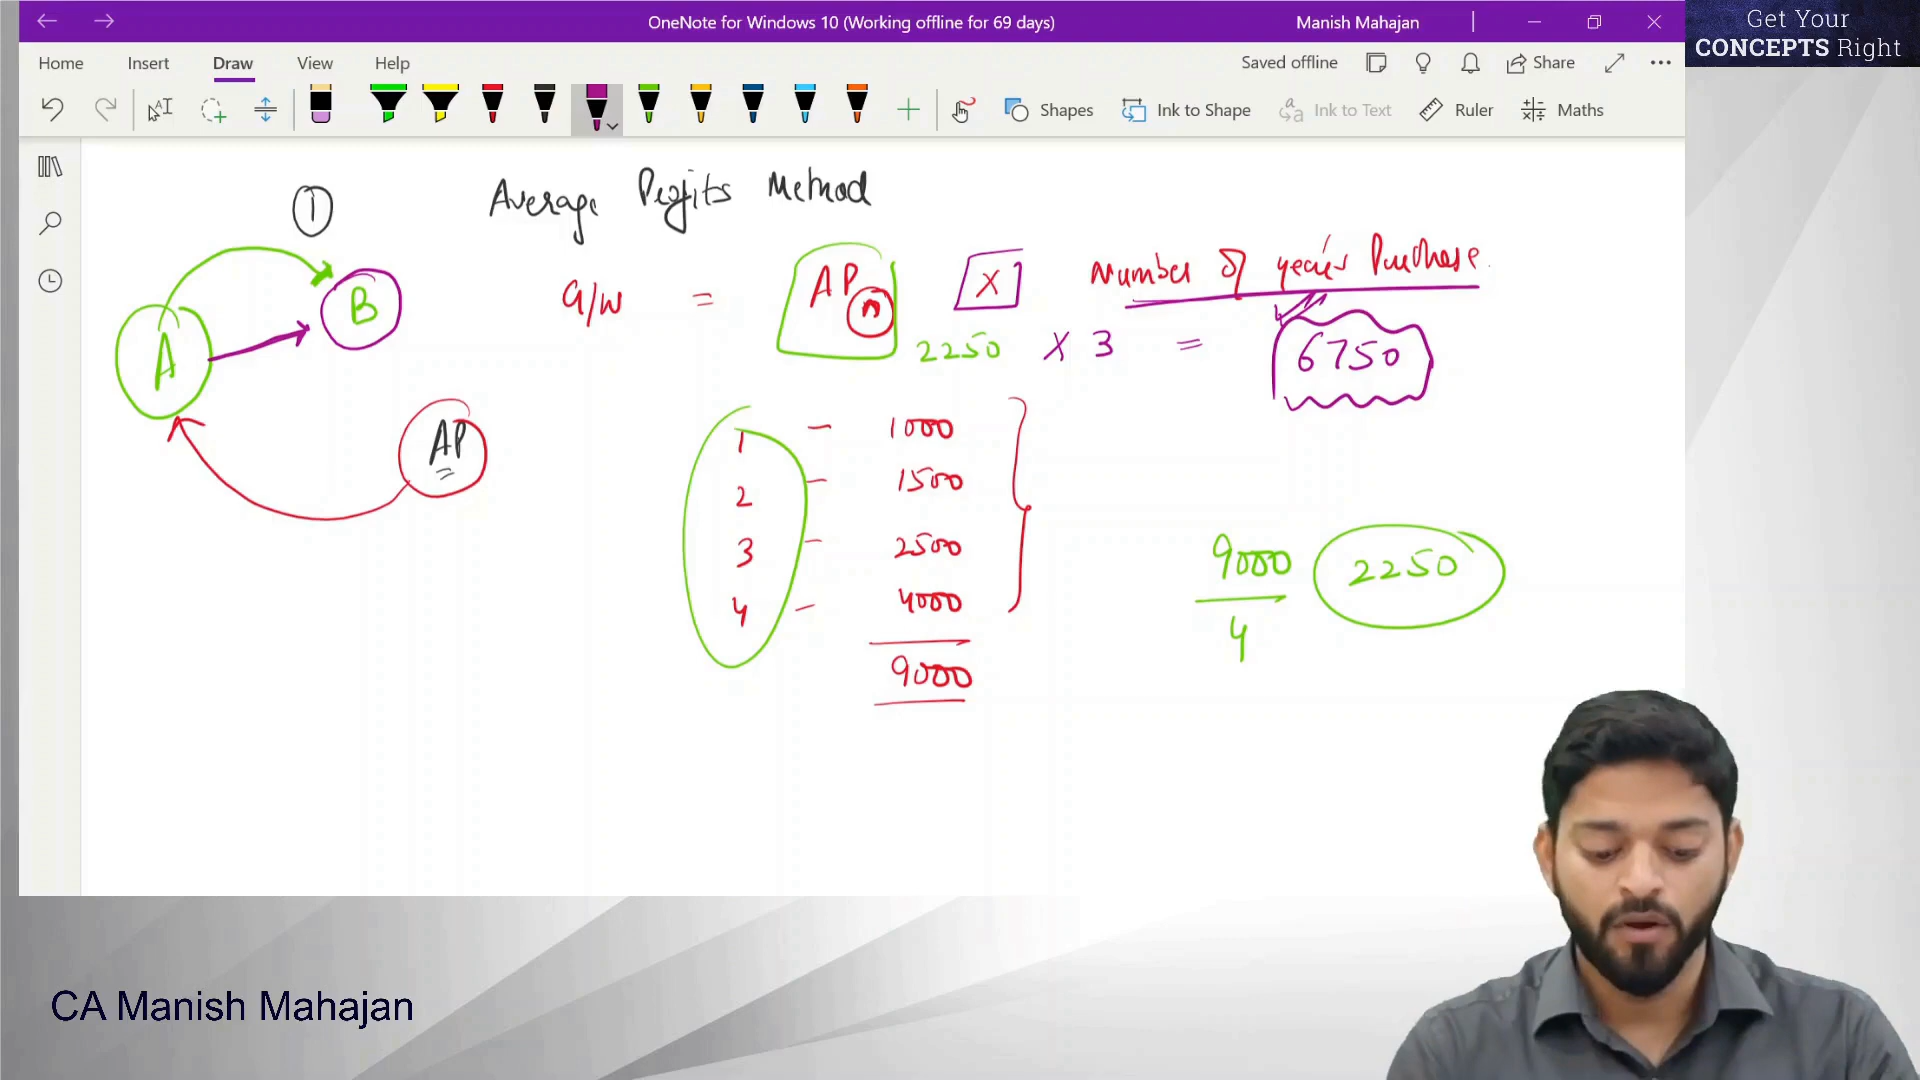 OneNote for Windows 10 (Working offline for 69 days)
Manish Mahajan
Get Your
CONCEPTS Right
Home Insert Draw View Help
Saved offline
Share
Shapes
Ink to Shape
Ink to Text
Ruler
Maths
1 Average Profits Method
A
B
G/W = AP n X Number of year's Purchase
2250 X 3 = 6750
AP
1 - 1000
2 - 1500
3 - 2500
4 - 4000
9000
9000
4
2250
CA Manish Mahajan